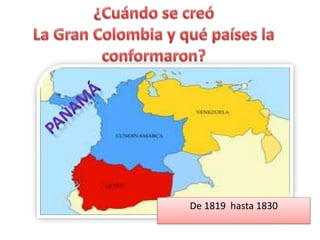 ¿Cuándo se creó
La Gran Colombia y qué países la
conformaron?
PANAMÁ
VENEZUELA
CUNDINAMARCA
QUITO
De 1819 hasta 1830